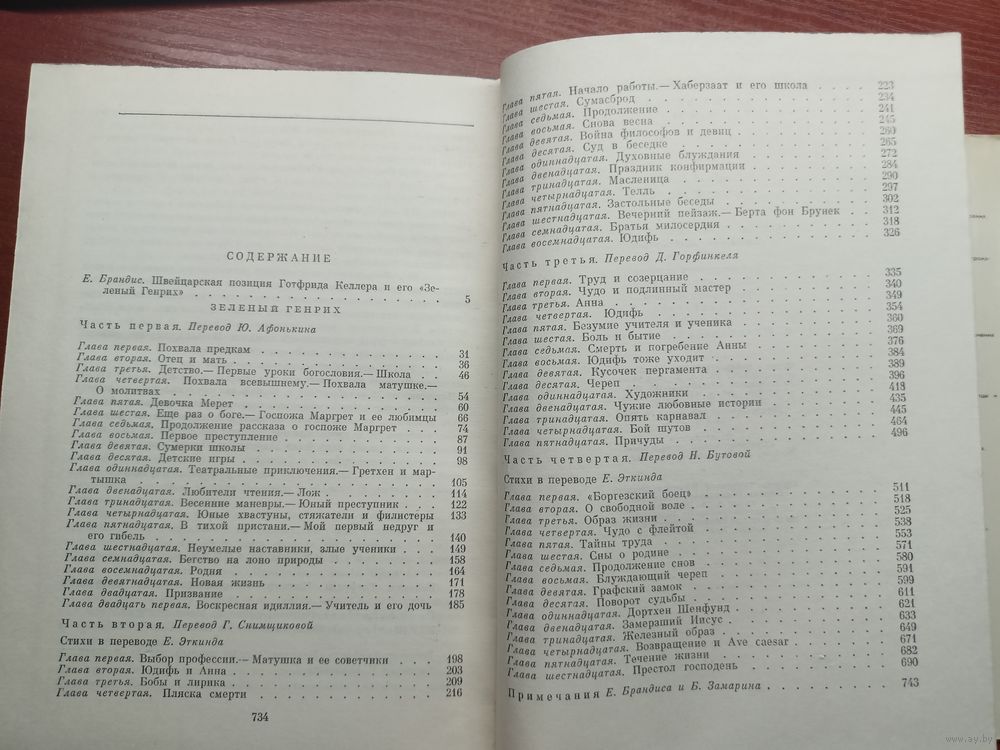 СОДЕРЖАНИЕ
Е. Брандис. Швейцарская позиция Готфрида Келлера и его «Зе-
леный Генрих» . . . . . . . . . . 5
ЗЕЛЕНЫЙ ГЕНРИХ
Часть первая. Перевод Ю. Афонькина
Глава первая. Похвала предкам . . . . . . 31
Глава вторая. Отец и мать . . . . . . 36
Глава третья. Детство.— Первые уроки богословия.— Школа . . 46
Глава четвертая. Похвала всевышнему.— Похвала матушке.—
О молитвах . . . . . . 54
Глава пятая. Девочка Мерет . . . . . . 60
Глава шестая. Еще раз о боге.— Госпожа Маргрет и ее любимцы 66
Глава седьмая. Продолжение рассказа о госпоже Маргрет . . . 74
Глава восьмая. Первое преступление . . . . . . 87
Глава девятая. Сумерки школы . . . . . . 91
Глава десятая. Детские игры . . . . . . 98
Глава одиннадцатая. Театральные приключения.— Гретхен и мар-
тышка . . . . . . 105
Глава двенадцатая. Любители чтения.— Лож . . . . . 114
Глава тринадцатая. Весенние маневры.— Юный преступник . . 122
Глава четырнадцатая. Юные хвастуны, стяжатели и филистеры 133
Глава пятнадцатая. В тихой пристани.— Мой первый недруг и
его гибель . . . . . . 140
Глава шестнадцатая. Неумелые наставники, злые ученики . . . 149
Глава семнадцатая. Бегство на лоно природы . . . . . 158
Глава восемнадцатая. Родня . . . . . . 164
Глава девятнадцатая. Новая жизнь . . . . . . 171
Глава двадцатая. Призвание . . . . . . 178
Глава двадцать первая. Воскресная идиллия.— Учитель и его дочь 185
Часть вторая. Перевод Г. Снимщиковой
Стихи в переводе Е. Эткинда
Глава первая. Выбор профессии.— Матушка и ее советчики . . . 198
Глава вторая. Юдифь и Анна . . . . . . 203
Глава третья. Бобы и лирика . . . . . . 209
Глава четвертая. Пляска смерти . . . . . . 216
734
Глава пятая. Начало работы.— Хаберзаат и его школа . . . . 223
Глава шестая. Сумасброд . . . . . . 234
Глава седьмая. Продолжение . . . . . . 241
Глава восьмая. Снова весна . . . . . . 245
Глава девятая. Война философов и девиц . . . . . . 260
Глава десятая. Суд в беседке . . . . . . 265
Глава одиннадцатая. Духовные блуждания . . . . . . 272
Глава двенадцатая. Праздник конфирмации . . . . . . 284
Глава тринадцатая. Масленица . . . . . . 290
Глава четырнадцатая. Телль . . . . . . 297
Глава пятнадцатая. Застольные беседы . . . . . . 302
Глава шестнадцатая. Вечерний пейзаж.— Берта фон Брунек . . 312
Глава семнадцатая. Братья милосердия . . . . . . 318
Глава восемнадцатая. Юдифь . . . . . . 326
Часть третья. Перевод Д. Горфинкеля
Глава первая. Труд и созерцание . . . . . . 335
Глава вторая. Чудо и подлинный мастер . . . . . . 340
Глава третья. Анна . . . . . . 349
Глава четвертая. Юдифь . . . . . . 354
Глава пятая. Безумие учителя и ученика . . . . . . 360
Глава шестая. Боль и бытие . . . . . . 369
Глава седьмая. Смерть и погребение Анны . . . . . . 376
Глава восьмая. Юдифь тоже уходит . . . . . . 384
Глава девятая. Кусочек пергамента . . . . . . 389
Глава десятая. Череп . . . . . . 396
Глава одиннадцатая. Художники . . . . . . 418
Глава двенадцатая. Чужие любовные истории . . . . . . 435
Глава тринадцатая. Опять карнавал . . . . . . 445
Глава четырнадцатая. Бой шутов . . . . . . 464
Глава пятнадцатая. Причуды . . . . . . 496
Часть четвертая. Перевод Н. Бутовой
Стихи в переводе Е. Эткинда
Глава первая. «Боргезский боец» . . . . . . 511
Глава вторая. О свободной воле . . . . . . 518
Глава третья. Образ жизни . . . . . . 525
Глава четвертая. Чудо с флейтой . . . . . . 538
Глава пятая. Тайны труда . . . . . . 553
Глава шестая. Сны о родине . . . . . . 571
Глава седьмая. Продолжение снов . . . . . . 580
Глава восьмая. Блуждающий череп . . . . . . 591
Глава девятая. Графский замок . . . . . . 599
Глава десятая. Поворот судьбы . . . . . . 611
Глава одиннадцатая. Дортхен Шенфунд . . . . . . 621
Глава двенадцатая. Замерзший Иисус . . . . . . 633
Глава тринадцатая. Железный образ . . . . . . 649
Глава четырнадцатая. Возвращение и Ave caesar . . . . . . 671
Глава пятнадцатая. Течение жизни . . . . . . 682
Глава шестнадцатая. Престол господень . . . . . . 690
Примечания Е. Брандиса и Б. Замарина . . . . . . 743
www.ay.by